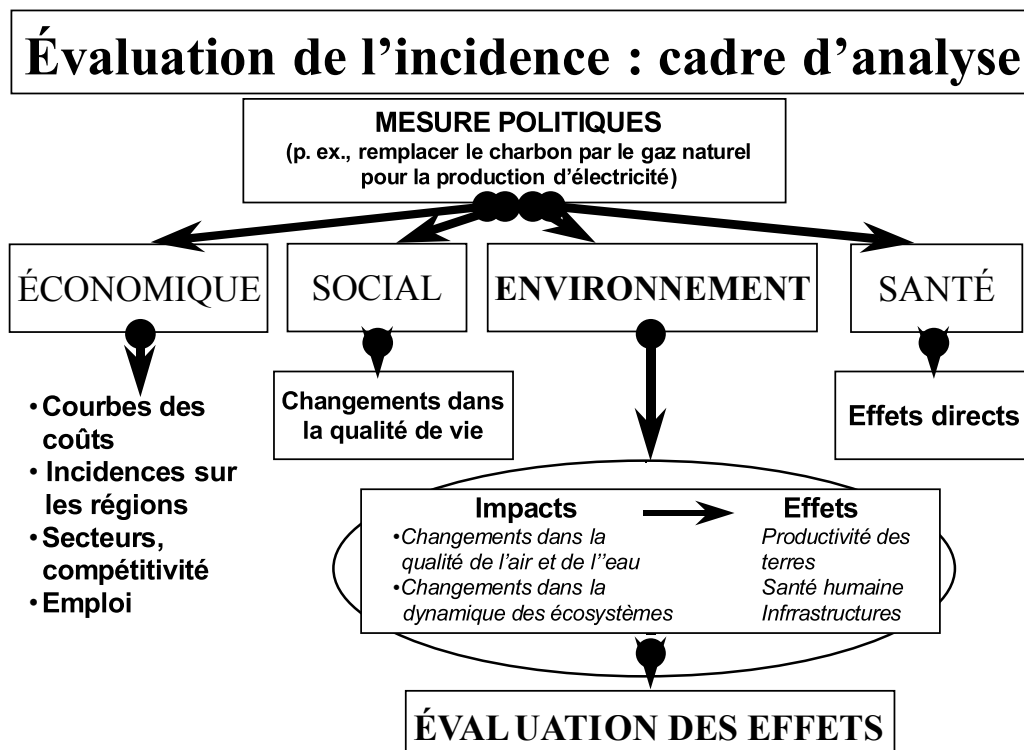 Évaluation de l’incidence : cadre d’analyse
MESURE POLITIQUES
(p. ex., remplacer le charbon par le gaz naturel
pour la production d’électricité)
ÉCONOMIQUE
SOCIAL
ENVIRONNEMENT
SANTÉ
• Courbes des
coûts
• Incidences sur
les régions
• Secteurs,
compétitivité
• Emploi
Changements dans
la qualité de vie
Effets directs
Impacts
•Changements dans la
qualité de l’air et de l’’eau
•Changements dans la
dynamique des écosystèmes
Effets
Productivité des
terres
Santé humaine
Infrrastructures
ÉVALUATION DES EFFETS